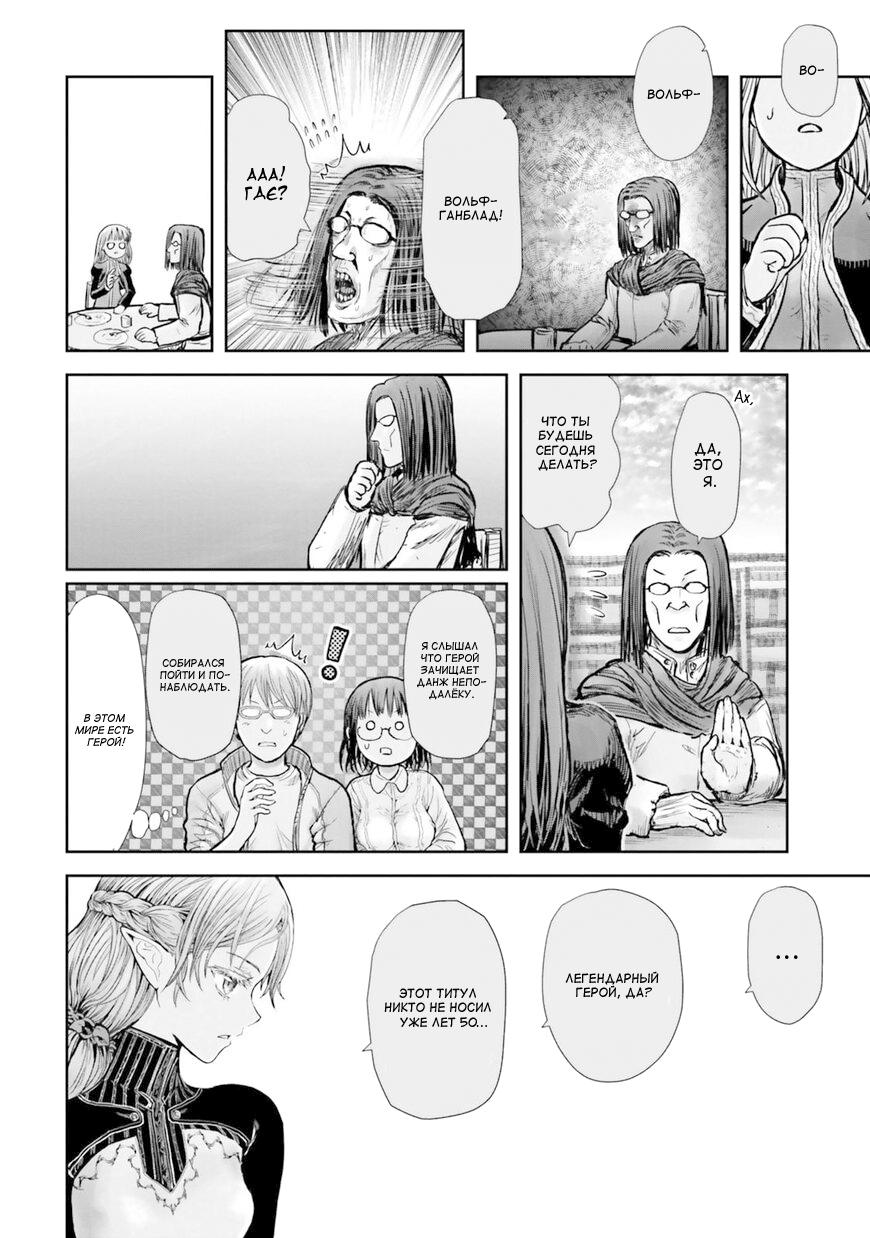 ВО-
ВОЛЬФ-
ВОЛЬФ-
ГАНБЛАД!
ААА!
ГДЕ?
Ах,
ДА,
ЭТО
Я.
ЧТО ТЫ
БУДЕШЬ
СЕГОДНЯ
ДЕЛАТЬ?
Я СЛЫШАЛ
ЧТО ГЕРОЙ
ЗАЧИЩАЕТ
ДАНЖ НЕПО-
ДАЛЁКУ.
СОБИРАЛСЯ
ПОЙТИ И ПО-
НАБЛЮДАТЬ.
В ЭТОМ
МИРЕ ЕСТЬ
ГЕРОЙ!
...
ЛЕГЕНДАРНЫЙ
ГЕРОЙ, ДА?
ЭТОТ ТИТУЛ
НИКТО НЕ НОСИЛ
УЖЕ ЛЕТ 50...